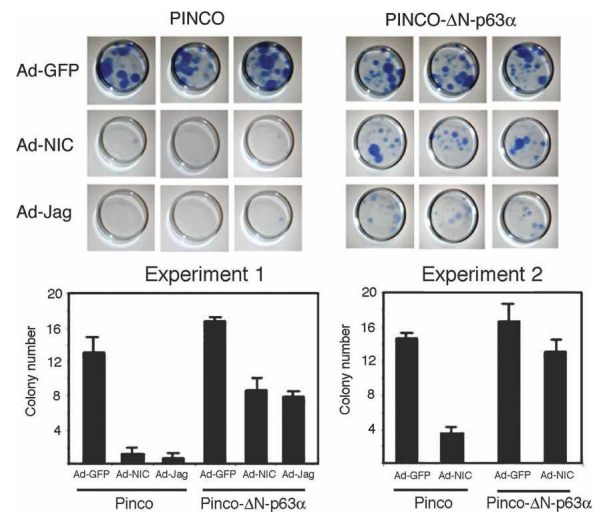 PINCO PINCO-ΔN-p63α
Ad-GFP
Ad-NIC
Ad-Jag
Experiment 1 Experiment 2
20 20
16 16
12 12
8 8
4 4
Colony number Colony number
Ad-GFP Ad-NIC Ad-Jag Ad-GFP Ad-NIC Ad-Jag Ad-GFP Ad-NIC Ad-GFP Ad-NIC
Pinco Pinco-ΔN-p63α Pinco Pinco-ΔN-p63α